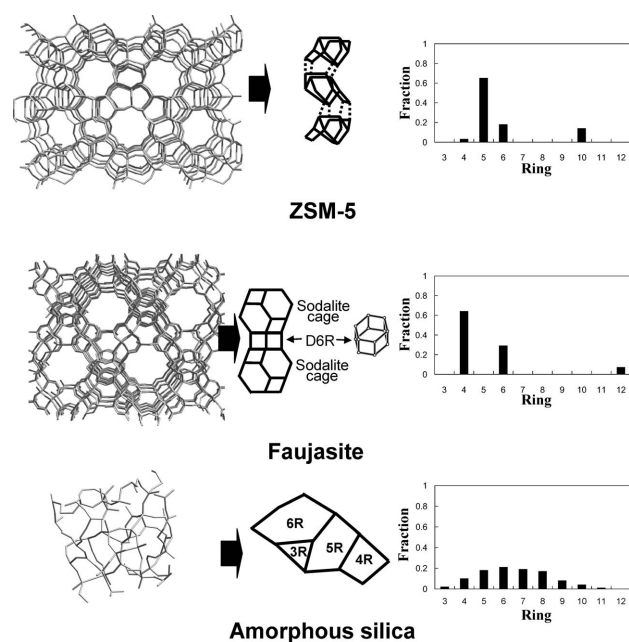 1
0.8
0.6
0.4
0.2
0
Fraction
3 4 5 6 7 8 9 10 11 12
Ring
ZSM-5
Sodalite
cage
D6R
Sodalite
cage
1
0.8
0.6
0.4
0.2
0
Fraction
3 4 5 6 7 8 9 10 11 12
Ring
Faujasite
6R
3R
5R
4R
1
0.8
0.6
0.4
0.2
0
Fraction
3 4 5 6 7 8 9 10 11 12
Ring
Amorphous silica